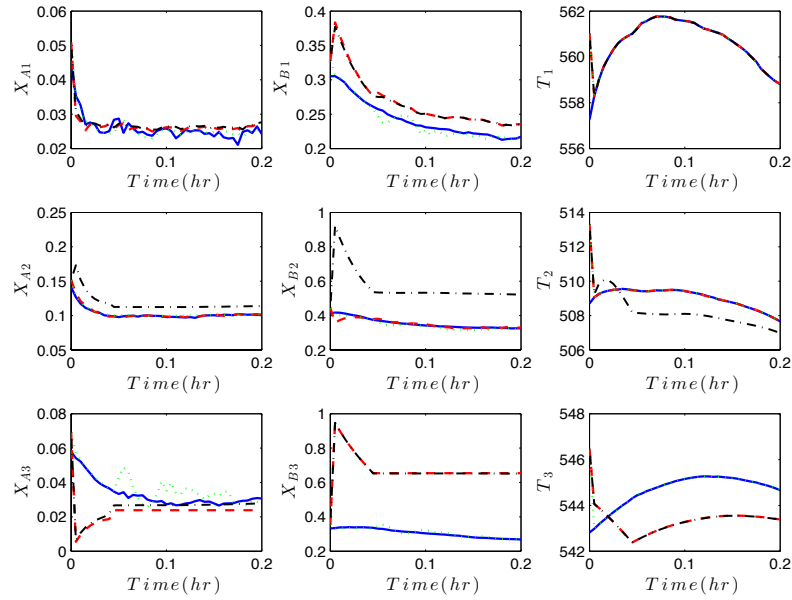 0.06
0.05
0.04
0.03
0.02
X_{A1}
0 0.1 0.2
Time(hr)
0.4
0.35
0.3
0.25
0.2
X_{B1}
0 0.1 0.2
Time(hr)
562
560
558
556
T_1
0 0.1 0.2
Time(hr)
0.25
0.2
0.15
0.1
0.05
X_{A2}
0 0.1 0.2
Time(hr)
1
0.8
0.6
0.4
0.2
X_{B2}
0 0.1 0.2
Time(hr)
514
512
510
508
506
T_2
0 0.1 0.2
Time(hr)
0.08
0.06
0.04
0.02
0
X_{A3}
0 0.1 0.2
Time(hr)
1
0.8
0.6
0.4
0.2
X_{B3}
0 0.1 0.2
Time(hr)
548
546
544
542
T_3
0 0.1 0.2
Time(hr)